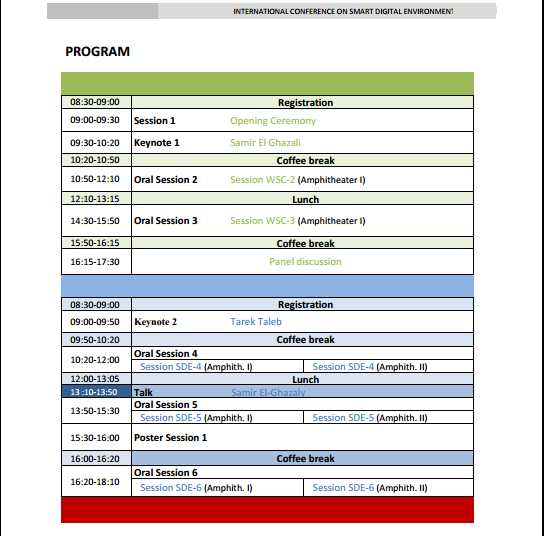 INTERNATIONAL CONFERENCE ON SMART DIGITAL ENVIRONMENT
PROGRAM
08:30-09:00 Registration
09:00-09:30 Session 1 Opening Ceremony
09:30-10:20 Keynote 1 Samir El Ghazali
10:20-10:50 Coffee break
10:50-12:10 Oral Session 2 Session WSC-2 (Amphitheater I)
12:10-13:15 Lunch
14:30-15:50 Oral Session 3 Session WSC-3 (Amphitheater I)
15:50-16:15 Coffee break
16:15-17:30 Panel discussion
08:30-09:00 Registration
09:00-09:50 Keynote 2 Tarek Taleb
09:50-10:20 Coffee break
10:20-12:00 Oral Session 4
Session SDE-4 (Amphith. I) Session SDE-4 (Amphith. II)
12:00-13:05 Lunch
13 :10-13:50 Talk Samir El-Ghazaly
13:50-15:30 Oral Session 5
Session SDE-5 (Amphith. I) Session SDE-5 (Amphith. II)
15:30-16:00 Poster Session 1
16:00-16:20 Coffee break
16:20-18:10 Oral Session 6
Session SDE-6 (Amphith. I) Session SDE-6 (Amphith. II)